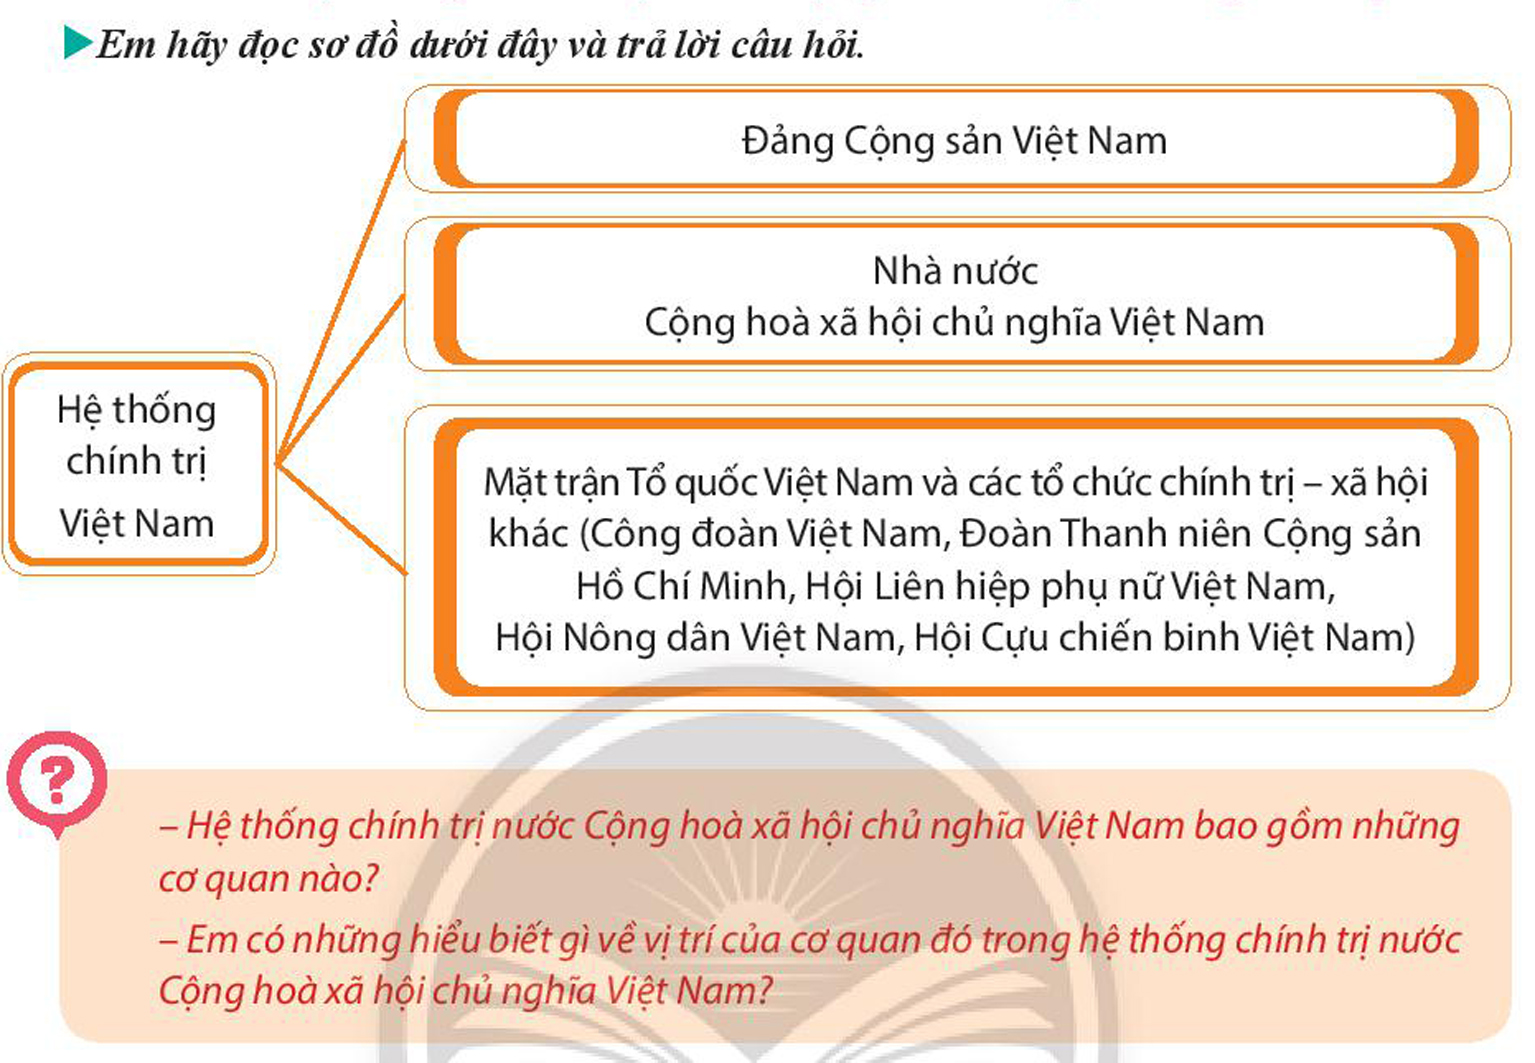 Em hãy đọc sơ đồ dưới đây và trả lời câu hỏi.
Đảng Cộng sản Việt Nam
Nhà nước
Cộng hoà xã hội chủ nghĩa Việt Nam
Hệ thống
chính trị
Việt Nam
Mặt trận Tổ quốc Việt Nam và các tổ chức chính trị – xã hội
khác (Công đoàn Việt Nam, Đoàn Thanh niên Cộng sản
Hồ Chí Minh, Hội Liên hiệp phụ nữ Việt Nam,
Hội Nông dân Việt Nam, Hội Cựu chiến binh Việt Nam)
?
– Hệ thống chính trị nước Cộng hoà xã hội chủ nghĩa Việt Nam bao gồm những
cơ quan nào?
– Em có những hiểu biết gì về vị trí của cơ quan đó trong hệ thống chính trị nước
Cộng hoà xã hội chủ nghĩa Việt Nam?